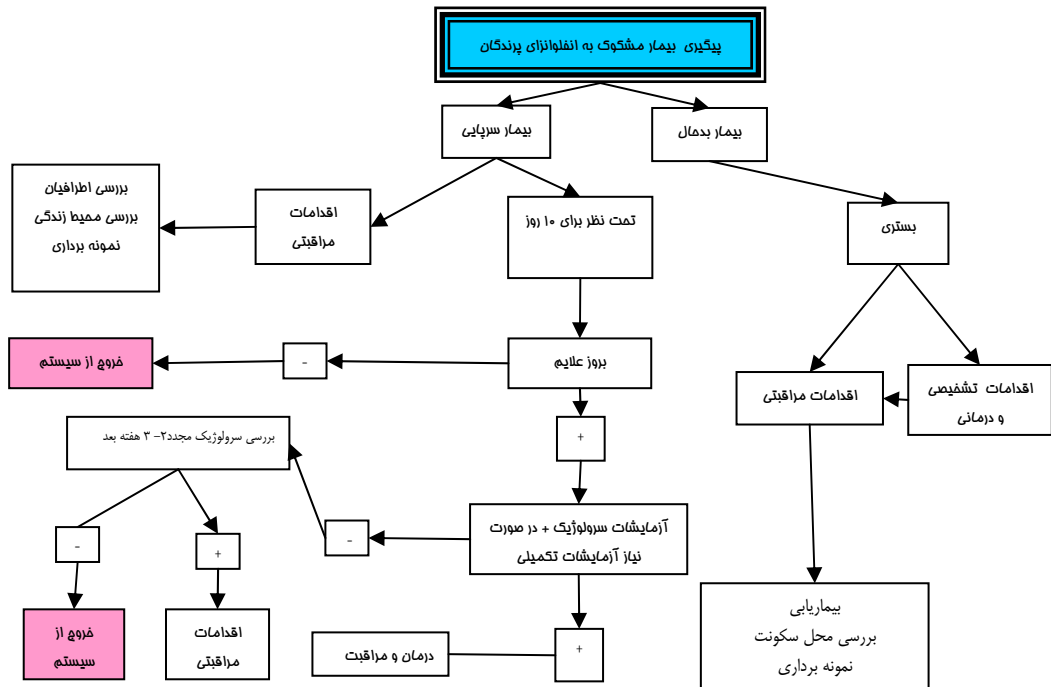 پیگیری بیمار مشکوک به انفلوانزای پرندگان
بیمار سرپایی
بیمار بدحال
بررسی اطرافیان
بررسی محیط زندگی
نمونه برداری
اقدامات
مراقبتی
تحت نظر برای ۱۰ روز
بستری
خروج از سیستم
-
بروز علایم
اقدامات مراقبتی
اقدامات تشخیصی
و درمانی
+
بررسی سرولوژیک مجدد۲- ۳ هفته بعد
آزمایشات سرولوژیک + در صورت
نیاز آزمایشات تکمیلی
-
-
+
خروج از
سیستم
اقدامات
مراقبتی
درمان و مراقبت
+
بیماریابی
بررسی محل سکونت
نمونه برداری